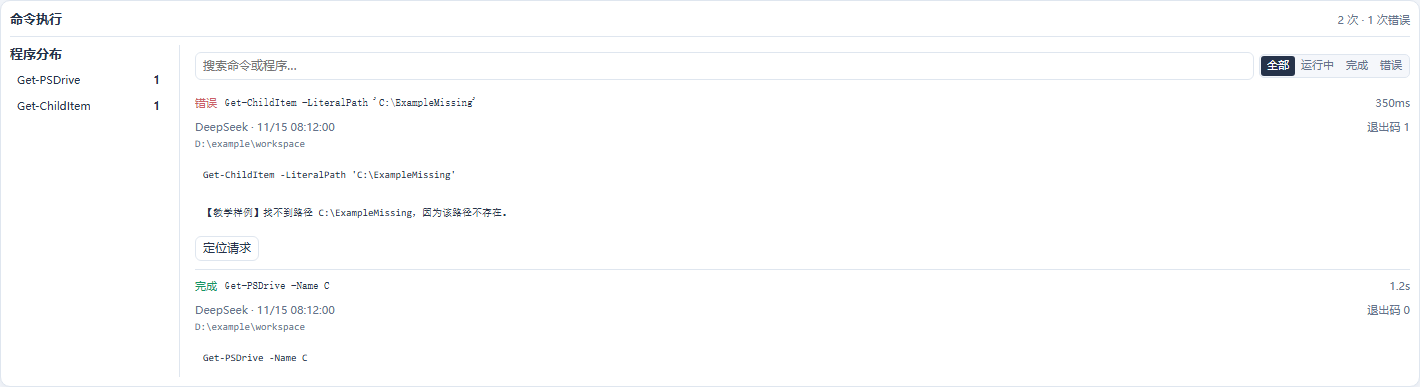 命令执行
2 次 · 1 次错误
程序分布
Get-PSDrive 1
Get-ChildItem 1
搜索命令或程序...
全部 运行中 完成 错误
错误 Get-ChildItem -LiteralPath 'C:\ExampleMissing' 350ms
DeepSeek · 11/15 08:12:00 退出码 1
D:\example\workspace
Get-ChildItem -LiteralPath 'C:\ExampleMissing'
【教学样例】找不到路径 C:\ExampleMissing，因为该路径不存在。
定位请求
完成 Get-PSDrive -Name C 1.2s
DeepSeek · 11/15 08:12:00 退出码 0
D:\example\workspace
Get-PSDrive -Name C